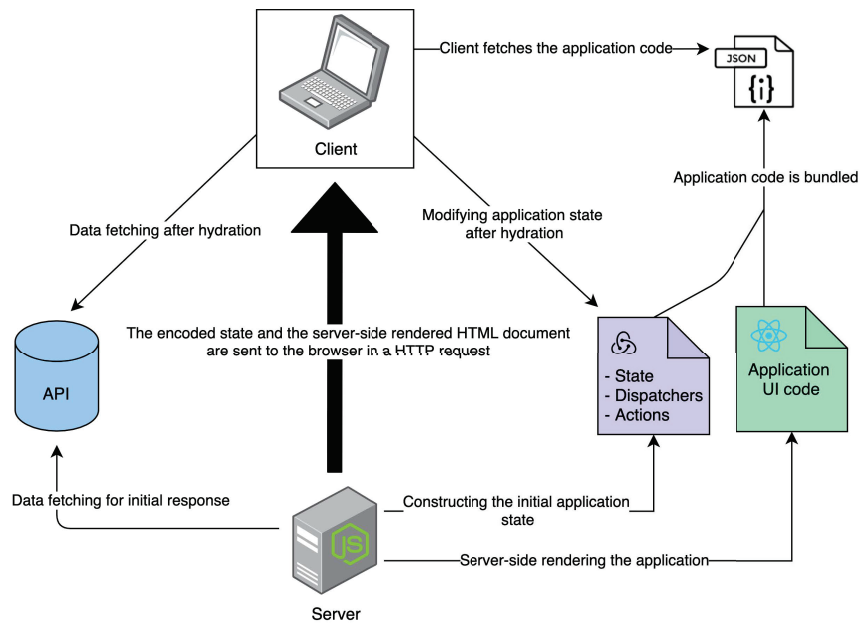 Client fetches the application code
JSON
{i}
Client
Application code is bundled
Data fetching after hydration
Modifying application state
after hydration
The encoded state and the server-side rendered HTML document
are sent to the browser in a HTTP request
API
- State
- Dispatchers
- Actions
Application
UI code
Data fetching for initial response
Constructing the initial application
state
JS
Server-side rendering the application
Server